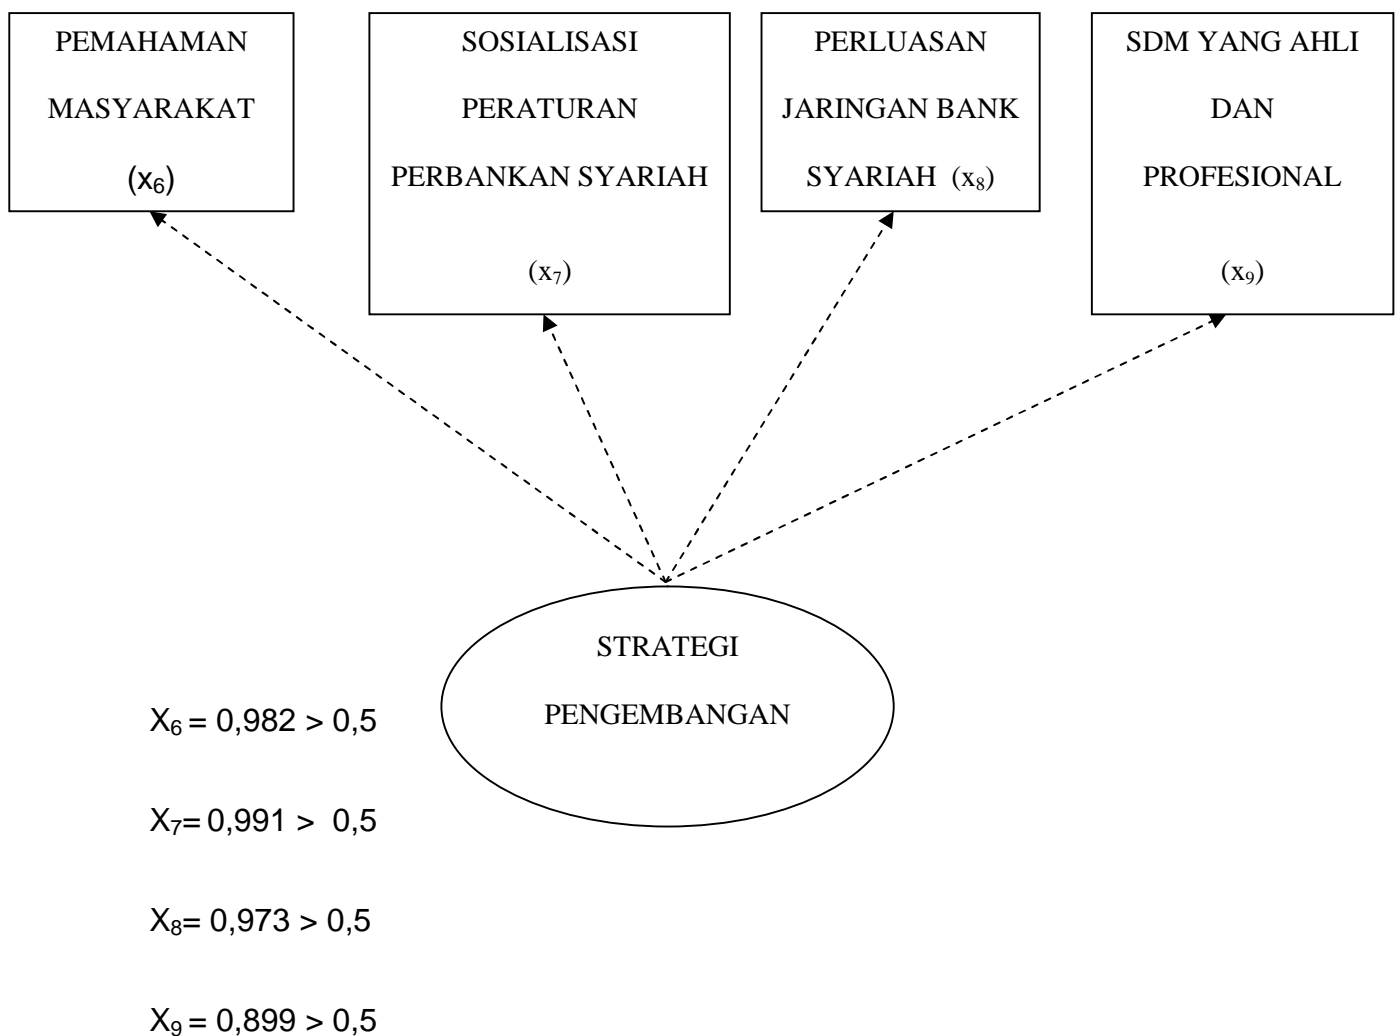 PEMAHAMAN
MASYARAKAT
(x₆)
SOSIALISASI
PERATURAN
PERBANKAN SYARIAH
(x₇)
PERLUASAN
JARINGAN BANK
SYARIAH (x₈)
SDM YANG AHLI
DAN
PROFESIONAL
(x₉)
STRATEGI
PENGEMBANGAN
X₆ = 0,982 > 0,5
X₇= 0,991 > 0,5
X₈= 0,973 > 0,5
X₉ = 0,899 > 0,5